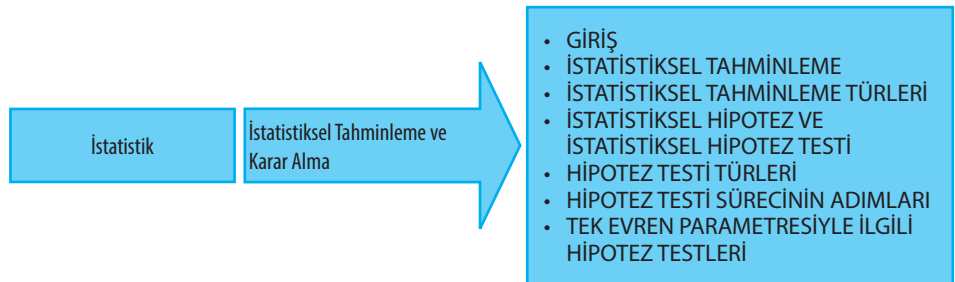 İstatistik
İstatistiksel Tahminleme ve
Karar Alma
• GİRİŞ
• İSTATİSTİKSEL TAHMİNLEME
• İSTATİSTİKSEL TAHMİNLEME TÜRLERİ
• İSTATİSTİKSEL HİPOTEZ VE
İSTATİSTİKSEL HİPOTEZ TESTİ
• HİPOTEZ TESTİ TÜRLERİ
• HİPOTEZ TESTİ SÜRECİNİN ADIMLARI
• TEK EVREN PARAMETRESİYLE İLGİLİ
HİPOTEZ TESTLERİ